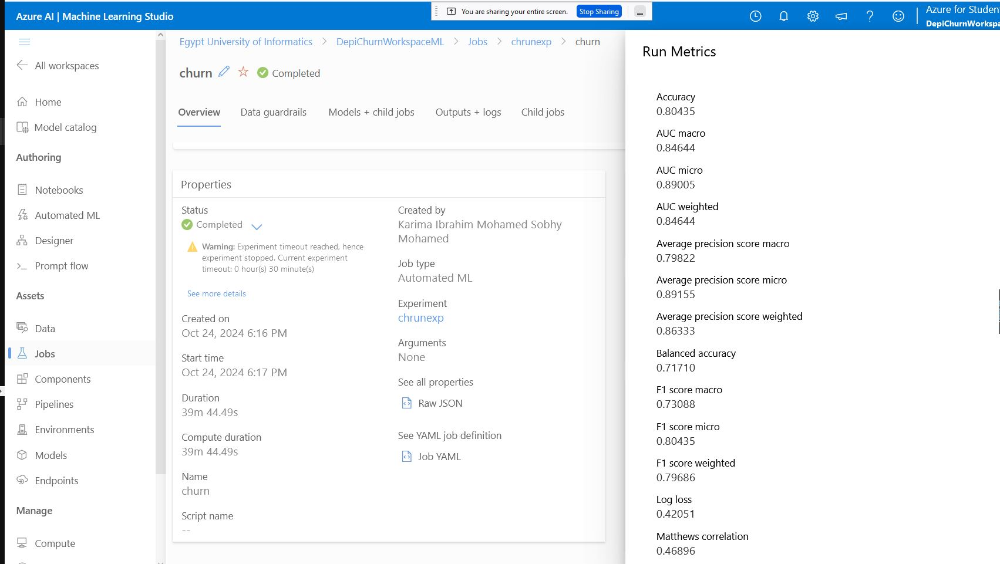 Azure AI | Machine Learning Studio
You are sharing your entire screen.
Stop Sharing
Azure for Studen
DepiChurnWorkspa
All workspaces
Home
Model catalog
Authoring
Notebooks
Automated ML
Designer
Prompt flow
Assets
Data
Jobs
Components
Pipelines
Environments
Models
Endpoints
Manage
Compute
Egypt University of Informatics > DepiChurnWorkspaceML > Jobs > chrunexp > churn
churn Completed
Overview Data guardrails Models + child jobs Outputs + logs Child jobs
Properties
Status
Completed
Warning: Experiment timeout reached, hence
experiment stopped. Current experiment
timeout: 0 hour(s) 30 minute(s)
See more details
Created on
Oct 24, 2024 6:16 PM
Start time
Oct 24, 2024 6:17 PM
Duration
39m 44.49s
Compute duration
39m 44.49s
Name
churn
Script name
--
Created by
Karima Ibrahim Mohamed Sobhy
Mohamed
Job type
Automated ML
Experiment
chrunexp
Arguments
None
See all properties
Raw JSON
See YAML job definition
Job YAML
Run Metrics
Accuracy
0.80435
AUC macro
0.84644
AUC micro
0.89005
AUC weighted
0.84644
Average precision score macro
0.79822
Average precision score micro
0.89155
Average precision score weighted
0.86333
Balanced accuracy
0.71710
F1 score macro
0.73088
F1 score micro
0.80435
F1 score weighted
0.79686
Log loss
0.42051
Matthews correlation
0.46896